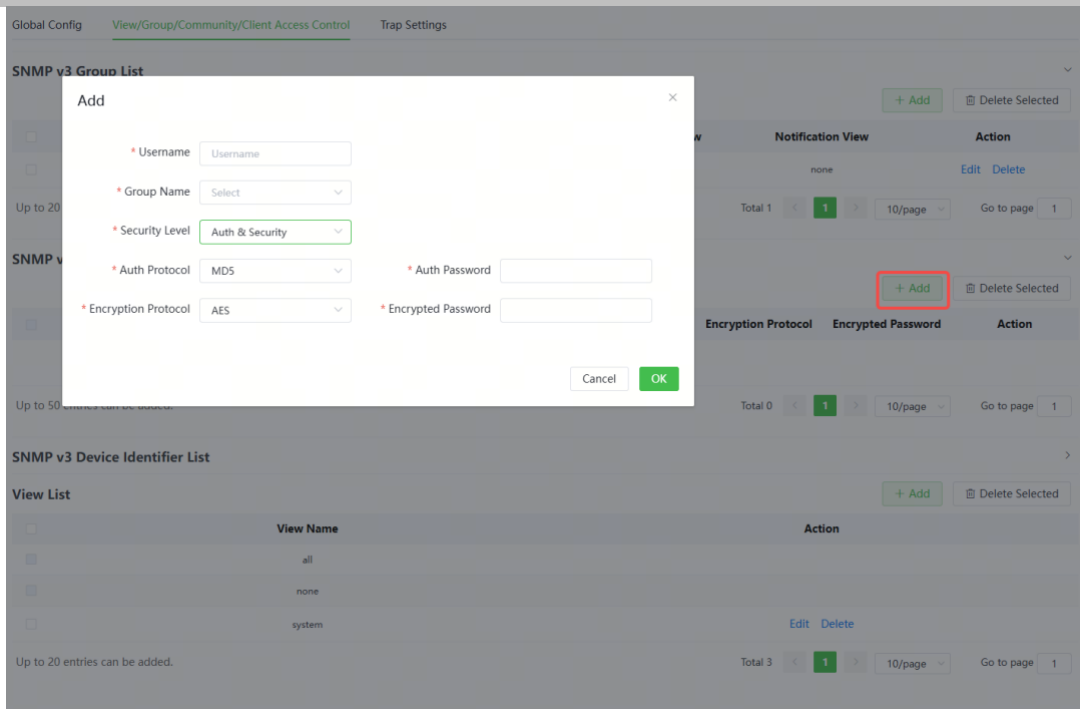 Global Config View/Group/Community/Client Access Control Trap Settings
SNMP v3 Group List
+ Add Delete Selected
Add
Notification View Action
* Username Username
none Edit Delete
* Group Name Select
Up to 20 Total 1 < 1 > 10/page Go to page 1
* Security Level Auth & Security
SNMP v
* Auth Protocol MD5 * Auth Password
+ Add Delete Selected
* Encryption Protocol AES * Encrypted Password
Encryption Protocol Encrypted Password Action
Cancel OK
Up to 50 entries can be added. Total 0 < 1 > 10/page Go to page 1
SNMP v3 Device Identifier List
View List + Add Delete Selected
View Name Action
all
none
system Edit Delete
Up to 20 entries can be added. Total 3 < 1 > 10/page Go to page 1